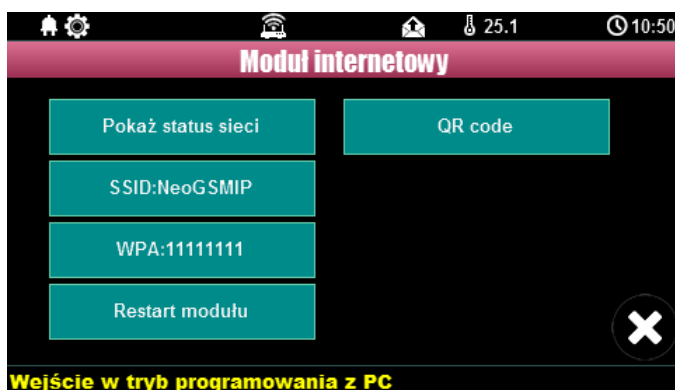 25.1 10:50
Moduł internetowy
Pokaż status sieci QR code
SSID:NeoGSMIP
WPA:11111111
Restart modułu
Wejście w tryb programowania z PC